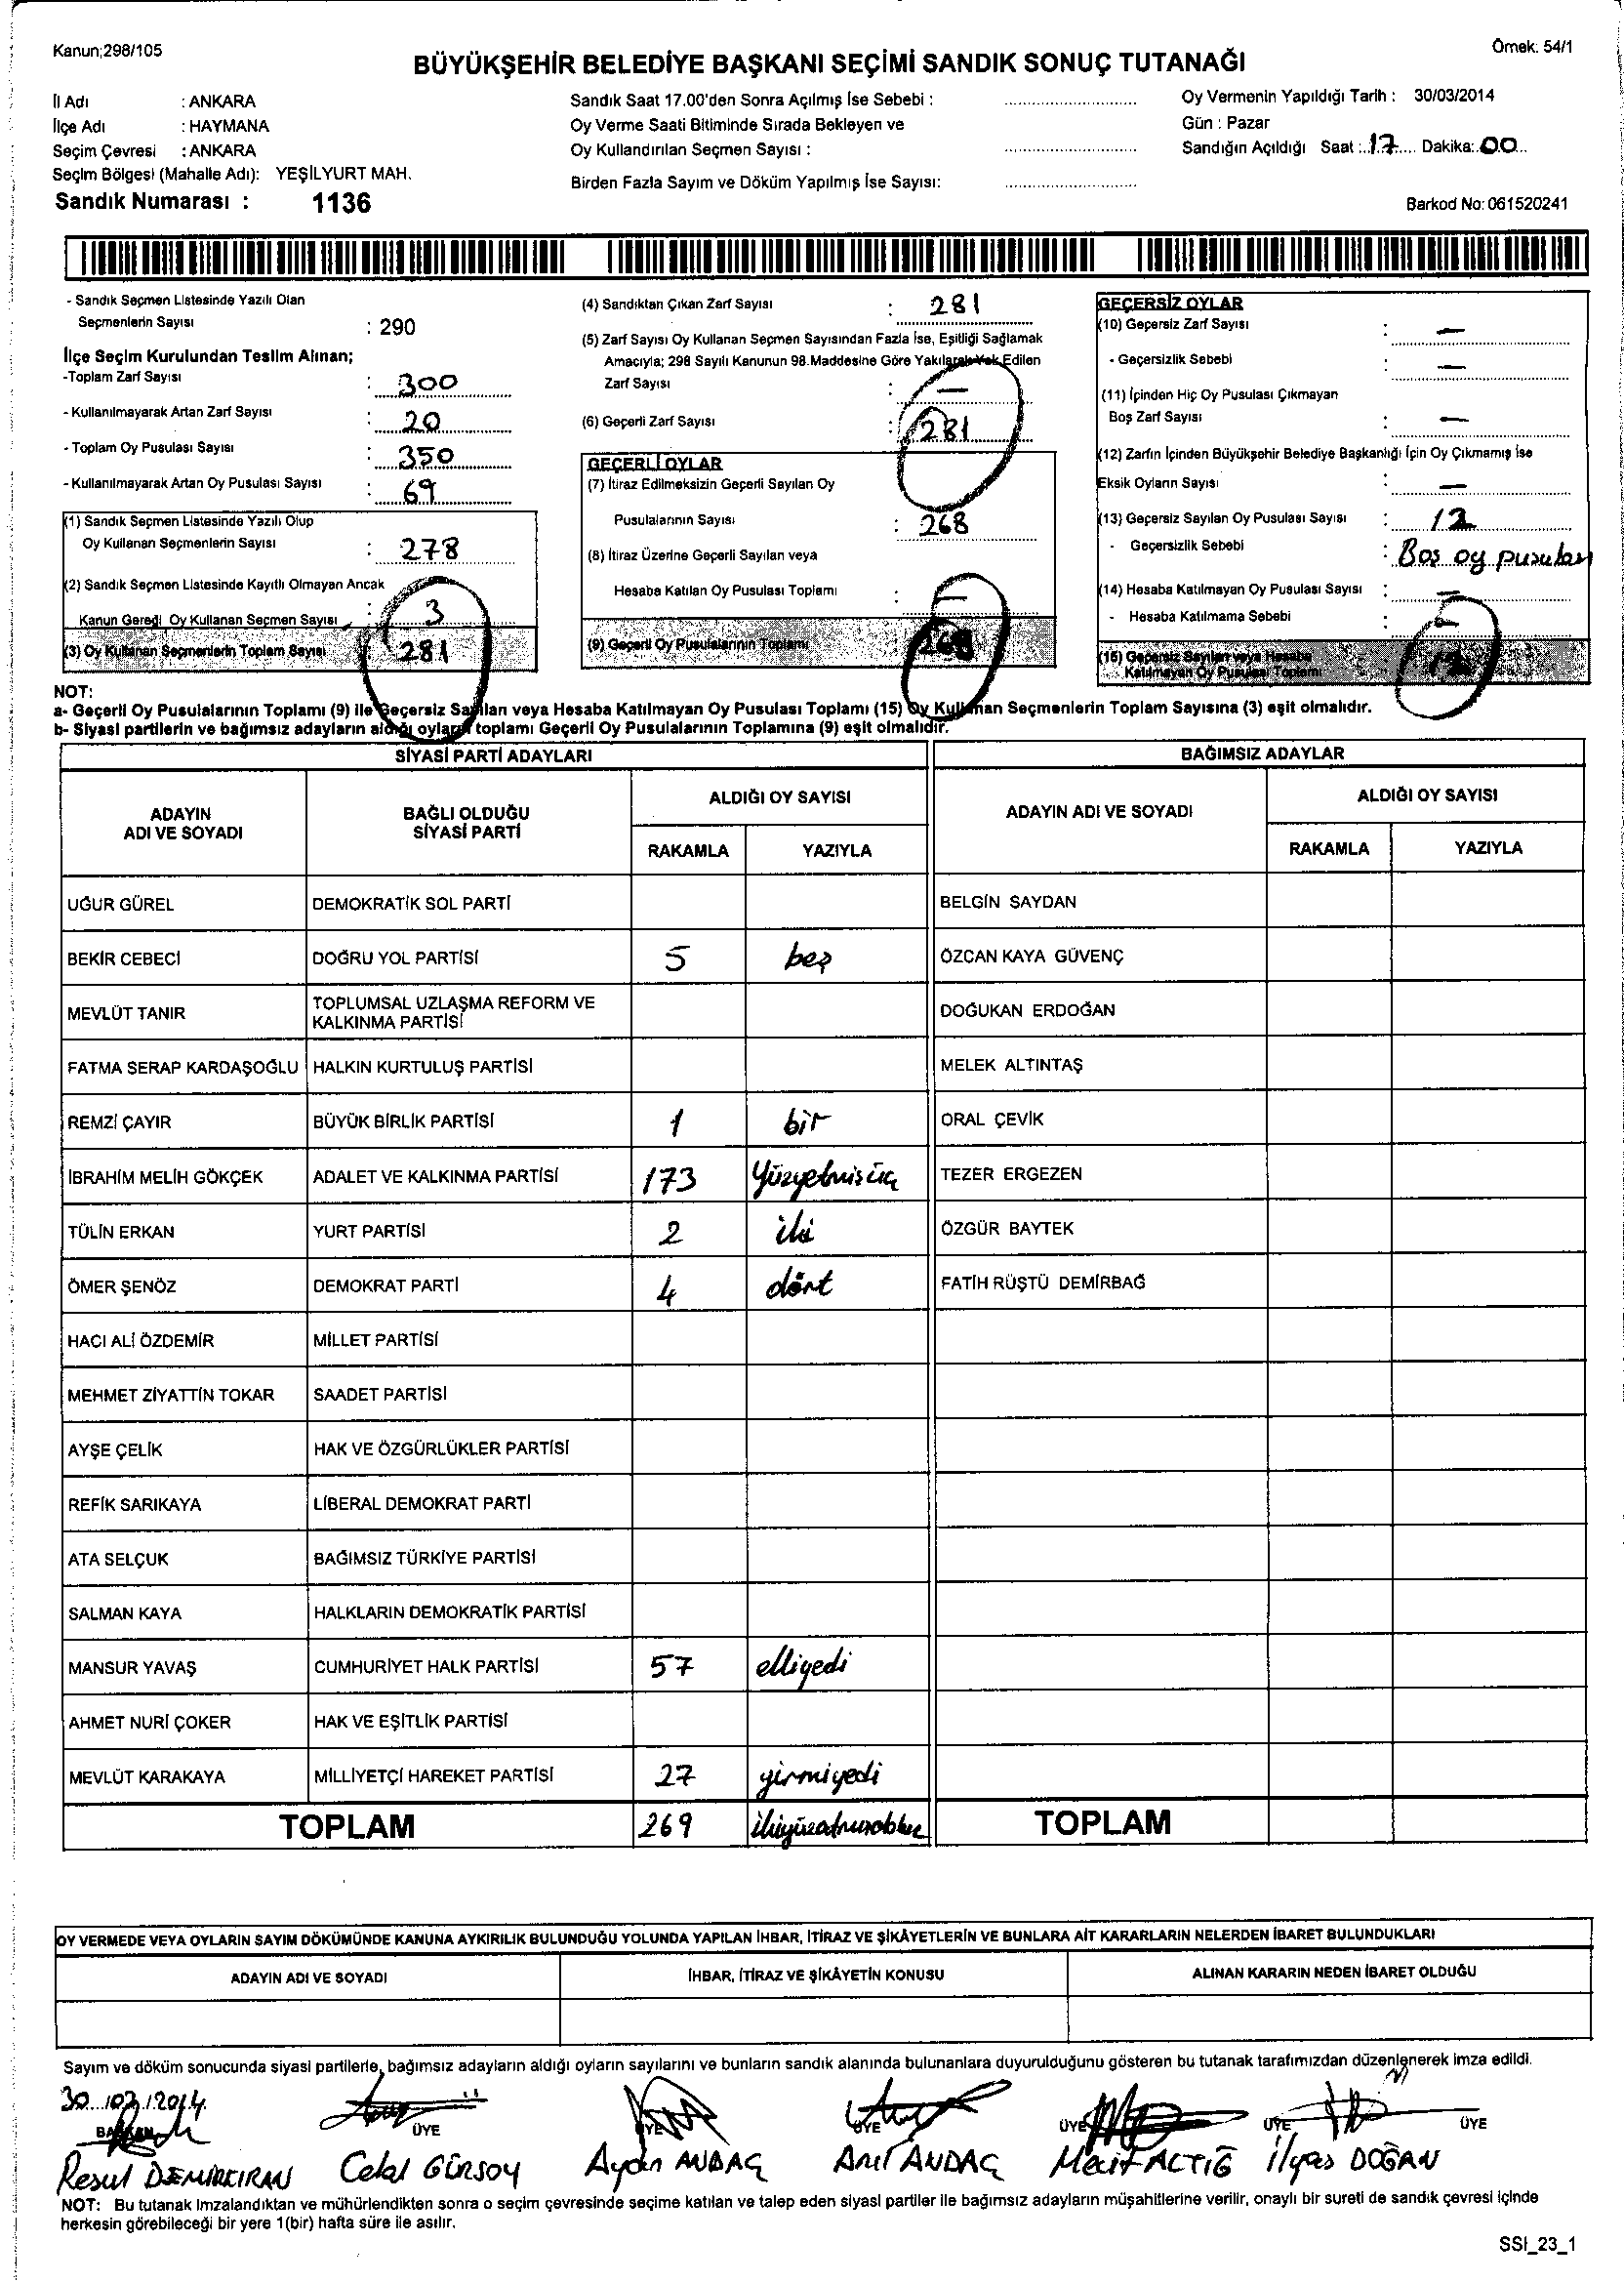 Kanun;298/105
Örnek: 54/1
BÜYÜKŞEHİR BELEDİYE BAŞKANI SEÇİMİ SANDIK SONUÇ TUTANAĞI
İl Adı : ANKARA
İlçe Adı : HAYMANA
Seçim Çevresi : ANKARA
Seçim Bölgesi (Mahalle Adı): YEŞİLYURT MAH.
Sandık Numarası : 1136
Sandık Saat 17.00'den Sonra Açılmış İse Sebebi :
Oy Verme Saati Bitiminde Sırada Bekleyen ve
Oy Kullandırılan Seçmen Sayısı :
Birden Fazla Sayım ve Döküm Yapılmış İse Sayısı:
Oy Vermenin Yapıldığı Tarih : 30/03/2014
Gün : Pazar
Sandığın Açıldığı Saat : 17 Dakika: 00
Barkod No: 061520241
- Sandık Seçmen Listesinde Yazılı Olan
Seçmenlerin Sayısı : 290
İlçe Seçim Kurulundan Teslim Alınan;
-Toplam Zarf Sayısı : 300
- Kullanılmayarak Artan Zarf Sayısı : 20
- Toplam Oy Pusulası Sayısı : 350
- Kullanılmayarak Artan Oy Pusulası Sayısı : 69
(1) Sandık Seçmen Listesinde Yazılı Olup
Oy Kullanan Seçmenlerin Sayısı : 278
(2) Sandık Seçmen Listesinde Kayıtlı Olmayan Ancak
Kanun Gereği Oy Kullanan Seçmen Sayısı : 3
(3) Oy Kullanan Seçmenlerin Toplam Sayısı 281
(4) Sandıktan Çıkan Zarf Sayısı : 281
(5) Zarf Sayısı Oy Kullanan Seçmen Sayısından Fazla İse, Eşitliği Sağlamak
Amacıyla; 298 Sayılı Kanunun 98.Maddesine Göre Yakılarak Yok Edilen
Zarf Sayısı : —
(6) Geçerli Zarf Sayısı : 281
GEÇERLİ OYLAR
(7) İtiraz Edilmeksizin Geçerli Sayılan Oy
Pusulalarının Sayısı : 268
(8) İtiraz Üzerine Geçerli Sayılan veya
Hesaba Katılan Oy Pusulası Toplamı : —
(9) Geçerli Oy Pusulalarının Toplamı 268
GEÇERSİZ OYLAR
(10) Geçersiz Zarf Sayısı : —
- Geçersizlik Sebebi : —
(11) İçinden Hiç Oy Pusulası Çıkmayan
Boş Zarf Sayısı : —
(12) Zarfın İçinden Büyükşehir Belediye Başkanlığı İçin Oy Çıkmamış İse
Eksik Oyların Sayısı : —
(13) Geçersiz Sayılan Oy Pusulası Sayısı : 12
- Geçersizlik Sebebi : Boş oy pusulası
(14) Hesaba Katılmayan Oy Pusulası Sayısı : —
- Hesaba Katılmama Sebebi : —
(15) Geçersiz Sayılan veya Hesaba
Katılmayan Oy Pusulası Toplamı 12
NOT:
a- Geçerli Oy Pusulalarının Toplamı (9) ile Geçersiz Sayılan veya Hesaba Katılmayan Oy Pusulası Toplamı (15) Oy Kullanan Seçmenlerin Toplam Sayısına (3) eşit olmalıdır.
b- Siyasi partilerin ve bağımsız adayların aldığı oyların toplamı Geçerli Oy Pusulalarının Toplamına (9) eşit olmalıdır.
SİYASİ PARTİ ADAYLARI BAĞIMSIZ ADAYLAR
ADAYIN
ADI VE SOYADI
BAĞLI OLDUĞU
SİYASİ PARTİ
ALDIĞI OY SAYISI
RAKAMLA YAZIYLA
ADAYIN ADI VE SOYADI
ALDIĞI OY SAYISI
RAKAMLA YAZIYLA
UĞUR GÜREL DEMOKRATİK SOL PARTİ BELGİN SAYDAN
BEKİR CEBECİ DOĞRU YOL PARTİSİ 5 beş ÖZCAN KAYA GÜVENÇ
MEVLÜT TANIR TOPLUMSAL UZLAŞMA REFORM VE
KALKINMA PARTİSİ DOĞUKAN ERDOĞAN
FATMA SERAP KARDAŞOĞLU HALKIN KURTULUŞ PARTİSİ MELEK ALTINTAŞ
REMZİ ÇAYIR BÜYÜK BİRLİK PARTİSİ 1 bir ORAL ÇEVİK
İBRAHİM MELİH GÖKÇEK ADALET VE KALKINMA PARTİSİ 173 Yüzyetmişüç TEZER ERGEZEN
TÜLİN ERKAN YURT PARTİSİ 2 iki ÖZGÜR BAYTEK
ÖMER ŞENÖZ DEMOKRAT PARTİ 4 dört FATİH RÜŞTÜ DEMİRBAĞ
HACI ALİ ÖZDEMİR MİLLET PARTİSİ
MEHMET ZİYATTİN TOKAR SAADET PARTİSİ
AYŞE ÇELİK HAK VE ÖZGÜRLÜKLER PARTİSİ
REFİK SARIKAYA LİBERAL DEMOKRAT PARTİ
ATA SELÇUK BAĞIMSIZ TÜRKİYE PARTİSİ
SALMAN KAYA HALKLARIN DEMOKRATİK PARTİSİ
MANSUR YAVAŞ CUMHURİYET HALK PARTİSİ 57 elliyedi
AHMET NURİ ÇOKER HAK VE EŞİTLİK PARTİSİ
MEVLÜT KARAKAYA MİLLİYETÇİ HAREKET PARTİSİ 27 yirmiyedi
TOPLAM 269 ikiyüzatmışdokuz TOPLAM
OY VERMEDE VEYA OYLARIN SAYIM DÖKÜMÜNDE KANUNA AYKIRILIK BULUNDUĞU YOLUNDA YAPILAN İHBAR, İTİRAZ VE ŞİKÂYETLERİN VE BUNLARA AİT KARARLARIN NELERDEN İBARET BULUNDUKLARI
ADAYIN ADI VE SOYADI İHBAR, İTİRAZ VE ŞİKÂYETİN KONUSU ALINAN KARARIN NEDEN İBARET OLDUĞU
Sayım ve döküm sonucunda siyasi partilerle, bağımsız adayların aldığı oyların sayılarını ve bunların sandık alanında bulunanlara duyurulduğunu gösteren bu tutanak tarafımızdan düzenlenerek imza edildi.
30/03/2014
BAŞKAN ÜYE ÜYE ÜYE ÜYE ÜYE ÜYE
Resul DEMİRKIRAN Celal GÜRSOY Aydın ANDAÇ Anıl ANDAÇ Mecit ALTIĞ İlyas DOĞAN
NOT: Bu tutanak imzalandıktan ve mühürlendikten sonra o seçim çevresinde seçime katılan ve talep eden siyasi partiler ile bağımsız adayların müşahitlerine verilir, onaylı bir sureti de sandık çevresi içinde
herkesin görebileceği bir yere 1(bir) hafta süre ile asılır.
SSI_23_1